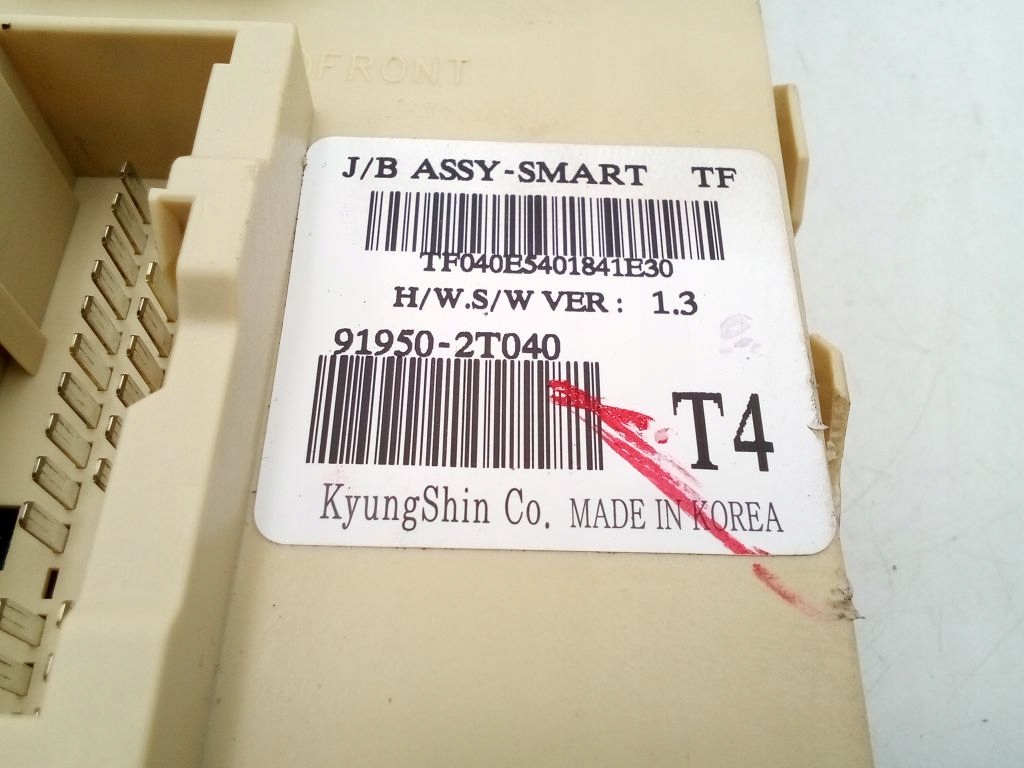 FRONT
J/B ASSY-SMART TF
TF040E5401841E30
H/W.S/W VER : 1.3
91950-2T040
T4
KyungShin Co. MADE IN KOREA